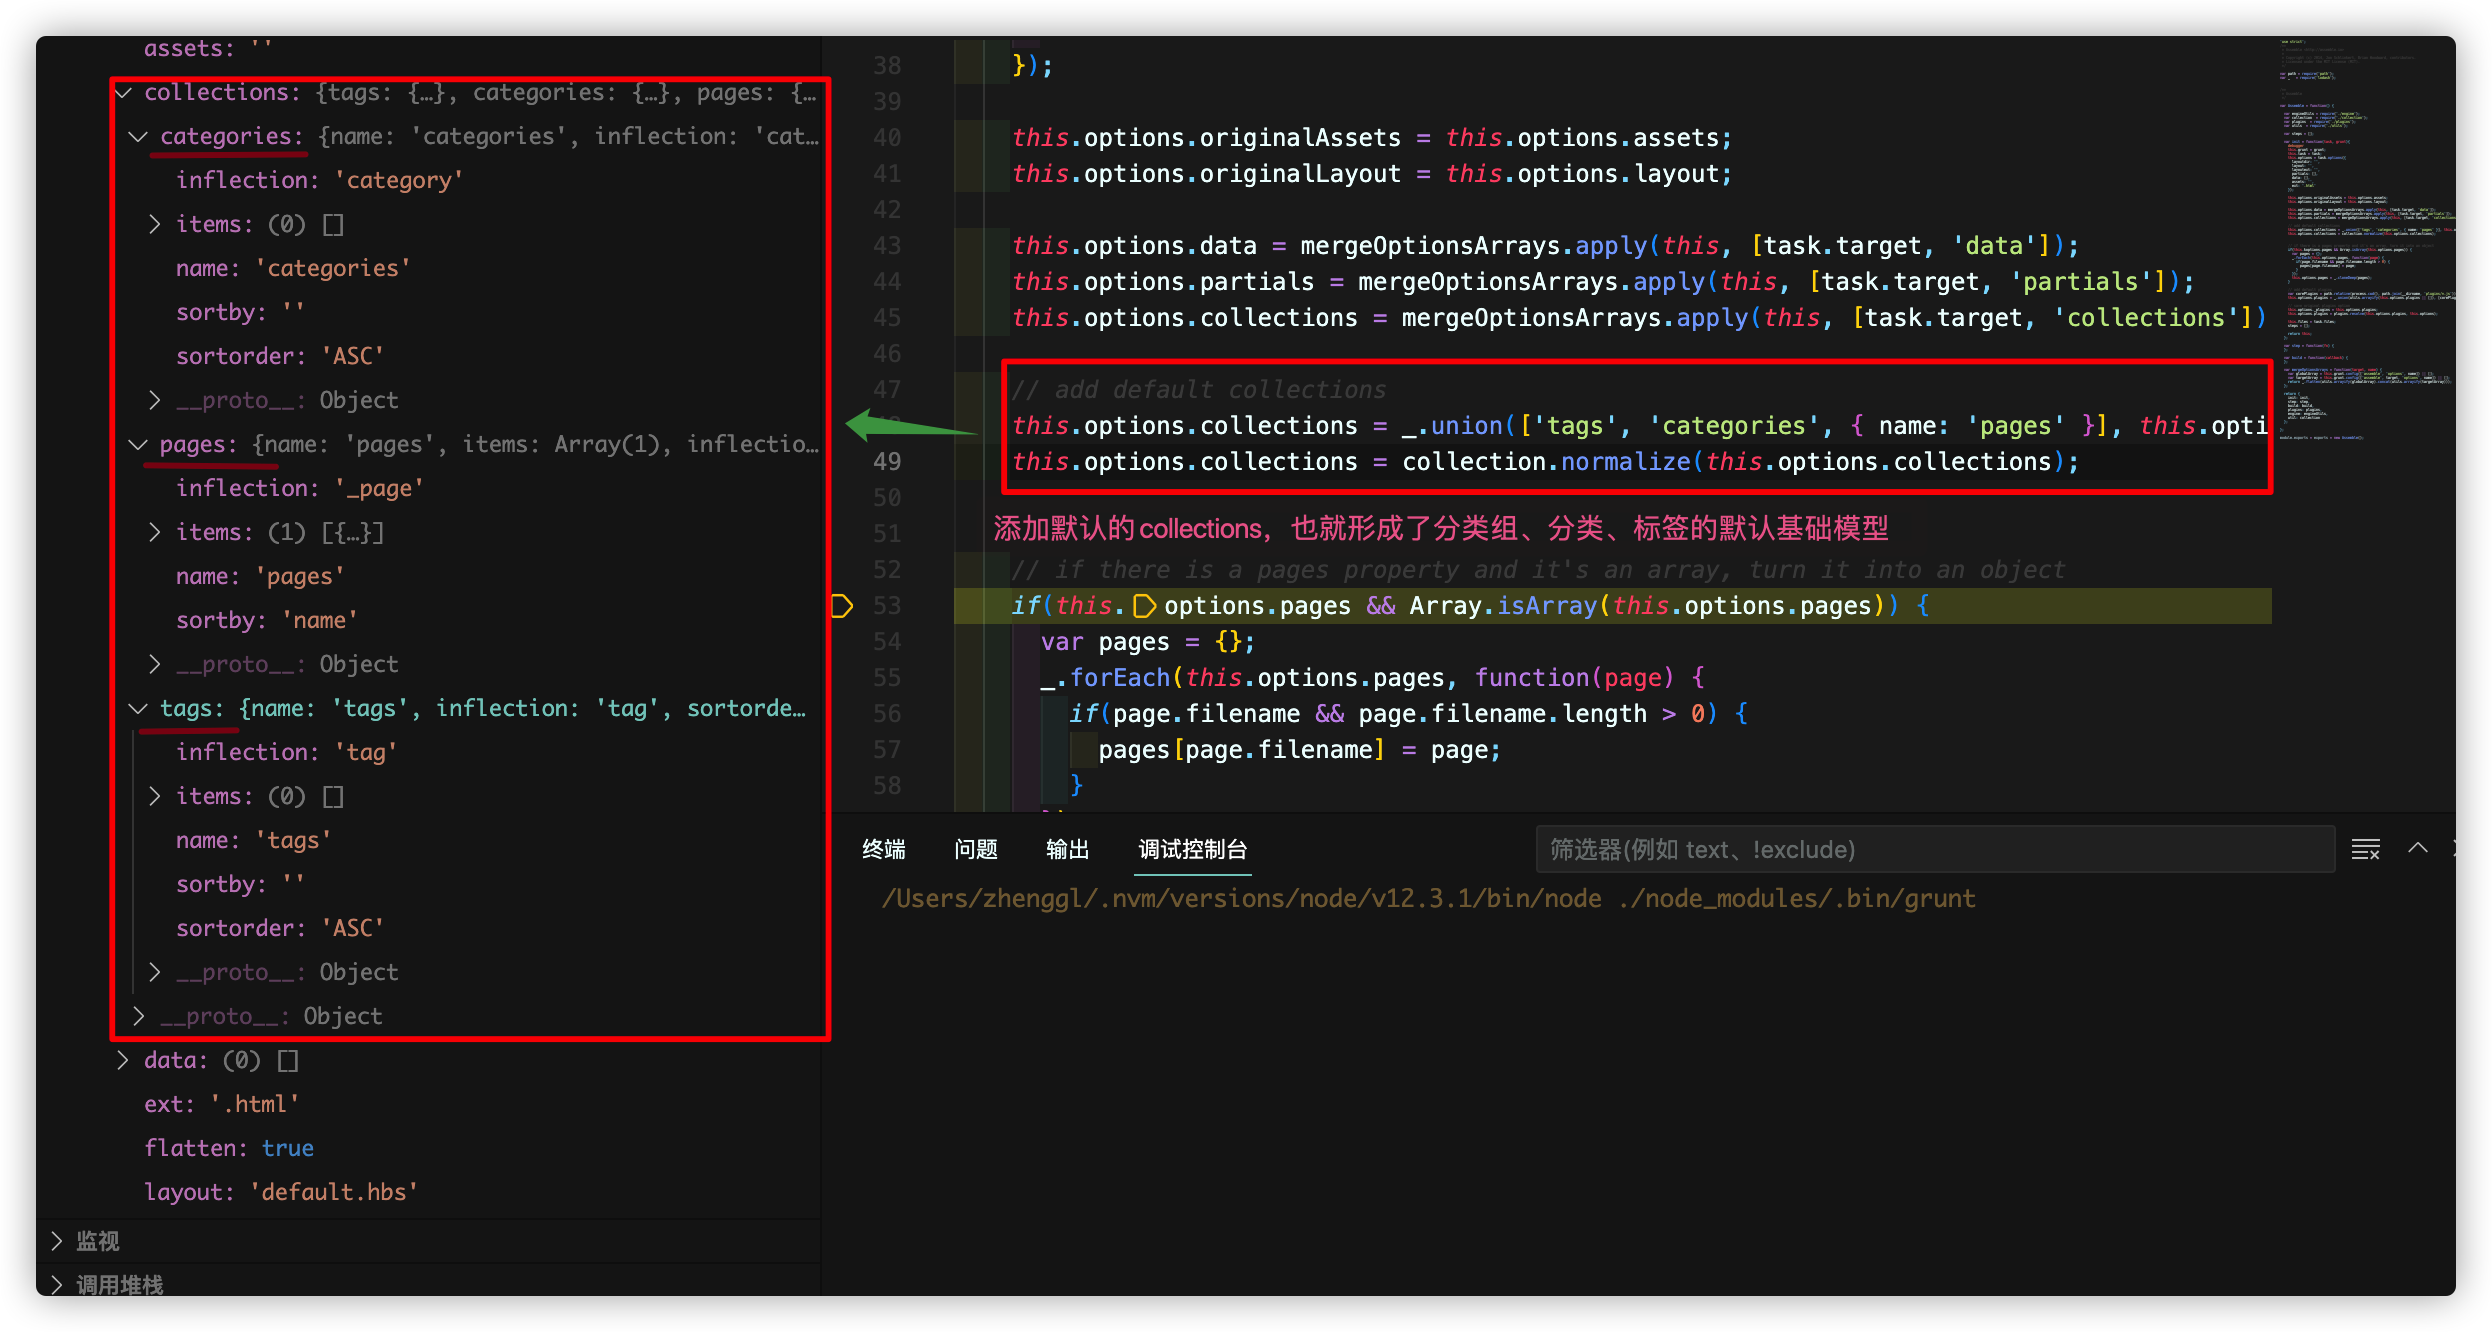 assets: ''
collections: {tags: {…}, categories: {…}, pages: {…
categories: {name: 'categories', inflection: 'cat…
inflection: 'category'
items: (0) []
name: 'categories'
sortby: ''
sortorder: 'ASC'
__proto__: Object
pages: {name: 'pages', items: Array(1), inflectio…
inflection: '_page'
items: (1) [{…}]
name: 'pages'
sortby: 'name'
__proto__: Object
tags: {name: 'tags', inflection: 'tag', sortorde…
inflection: 'tag'
items: (0) []
name: 'tags'
sortby: ''
sortorder: 'ASC'
__proto__: Object
__proto__: Object
data: (0) []
ext: '.html'
flatten: true
layout: 'default.hbs'
监视
调用堆栈
38 });
39
40 this.options.originalAssets = this.options.assets;
41 this.options.originalLayout = this.options.layout;
42
43 this.options.data = mergeOptionsArrays.apply(this, [task.target, 'data']);
44 this.options.partials = mergeOptionsArrays.apply(this, [task.target, 'partials']);
45 this.options.collections = mergeOptionsArrays.apply(this, [task.target, 'collections'])
46
47 // add default collections
this.options.collections = _.union(['tags', 'categories', { name: 'pages' }], this.opti
49 this.options.collections = collection.normalize(this.options.collections);
50
51 添加默认的collections，也就形成了分类组、分类、标签的默认基础模型
52 // if there is a pages property and it's an array, turn it into an object
53 if(this.options.pages && Array.isArray(this.options.pages)) {
54 var pages = {};
55 _.forEach(this.options.pages, function(page) {
56 if(page.filename && page.filename.length > 0) {
57 pages[page.filename] = page;
58 }
终端 问题 输出 调试控制台 筛选器(例如 text、!exclude)
/Users/zhenggl/.nvm/versions/node/v12.3.1/bin/node ./node_modules/.bin/grunt